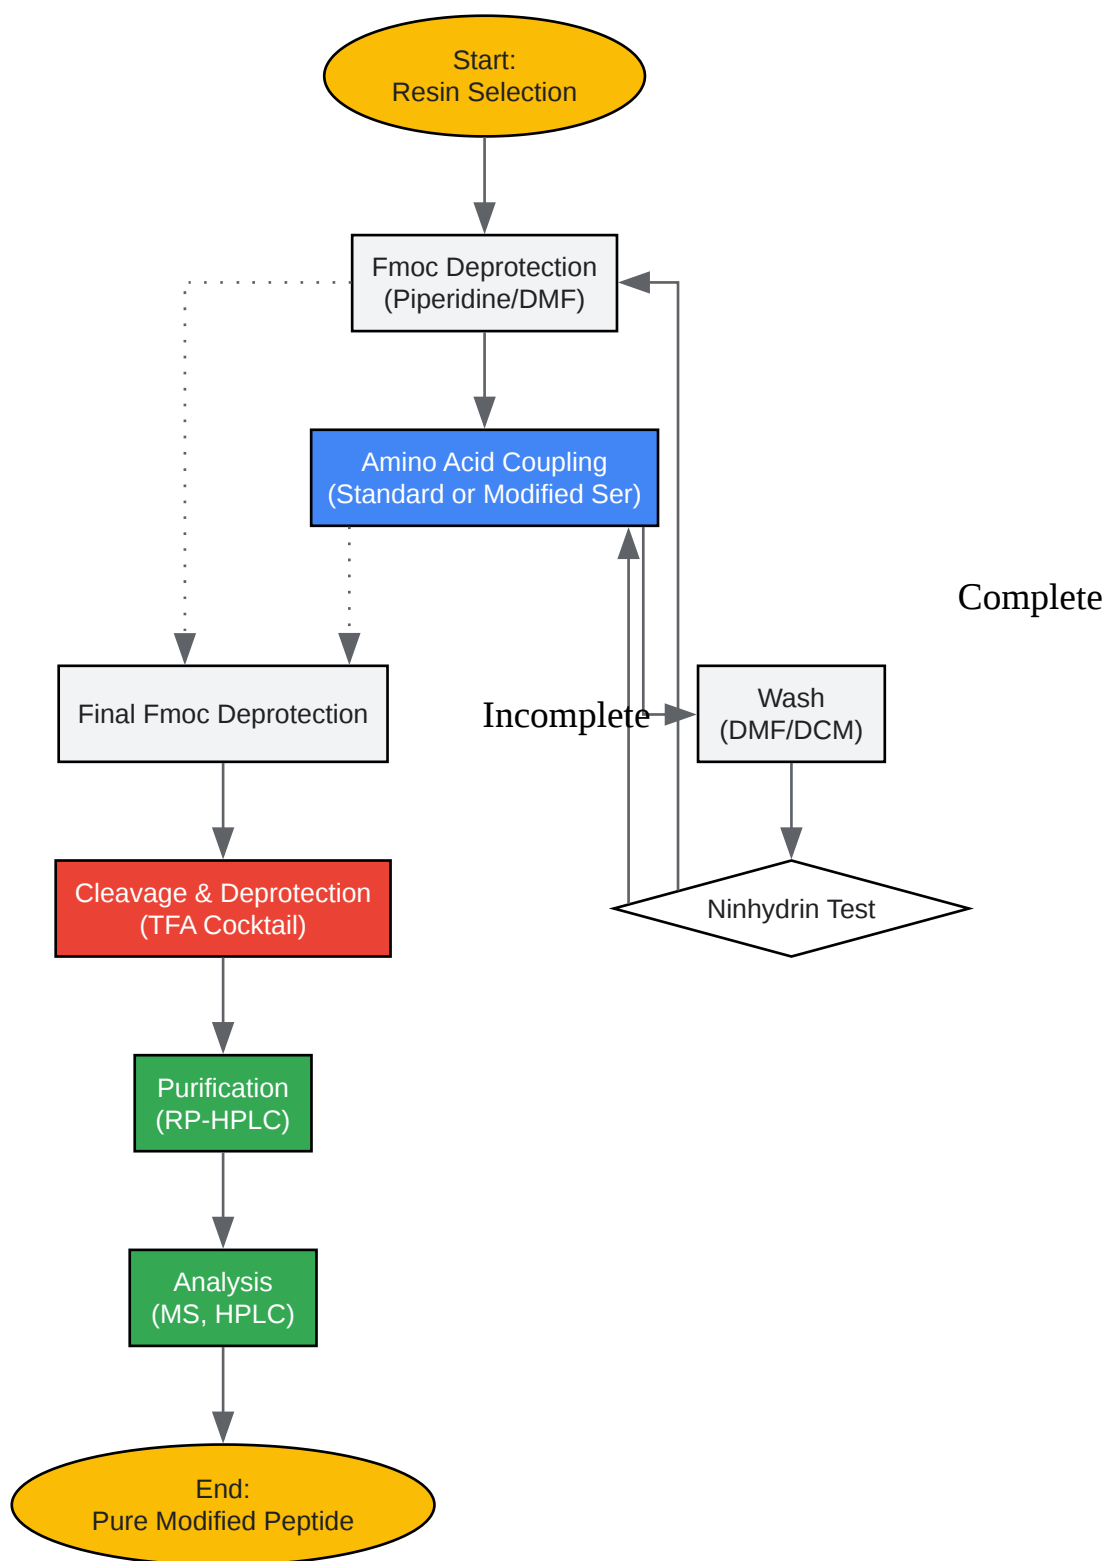 Start:
Resin Selection
Fmoc Deprotection
(Piperidine/DMF)
Amino Acid Coupling
(Standard or Modified Ser)
Complete
Final Fmoc Deprotection
Incomplete
Wash
(DMF/DCM)
Cleavage & Deprotection
(TFA Cocktail)
Ninhydrin Test
Purification
(RP-HPLC)
Analysis
(MS, HPLC)
End:
Pure Modified Peptide